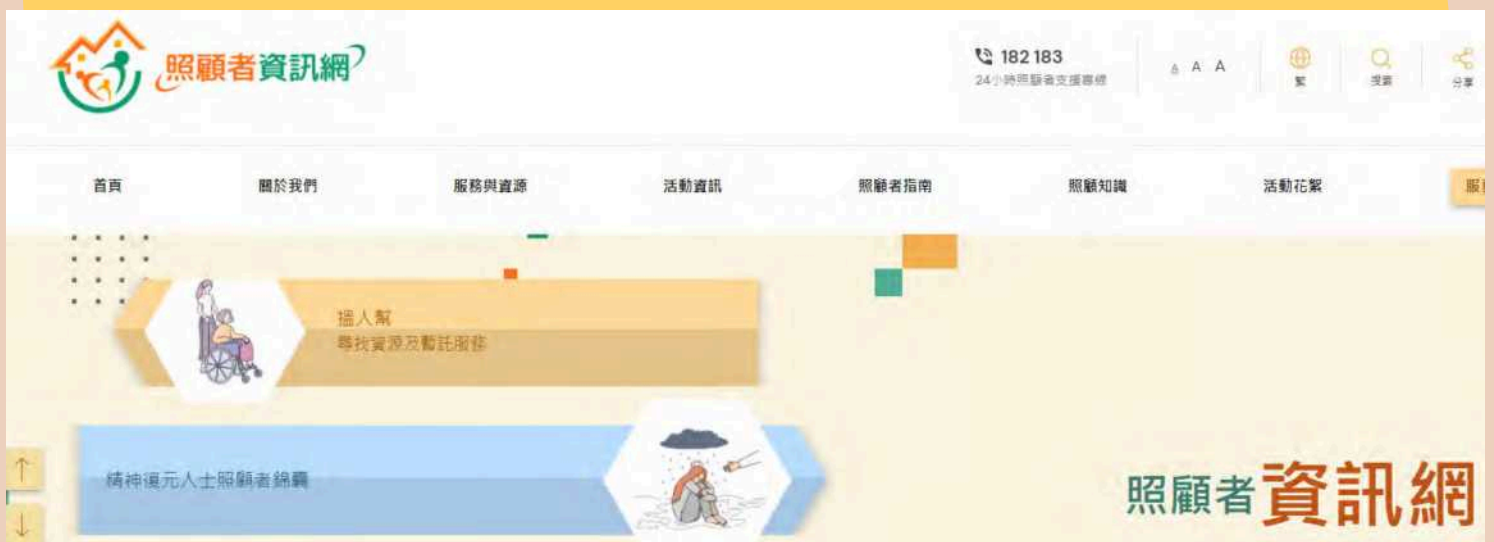 照顧者資訊網
182 183
24小時照顧者支援專線
A A A
繁
搜索
分享
首頁
關於我們
服務與資源
活動資訊
照顧者指南
照顧知識
活動花絮
搵人幫
尋找資源及暫託服務
精神復元人士照顧者錦囊
照顧者資訊網